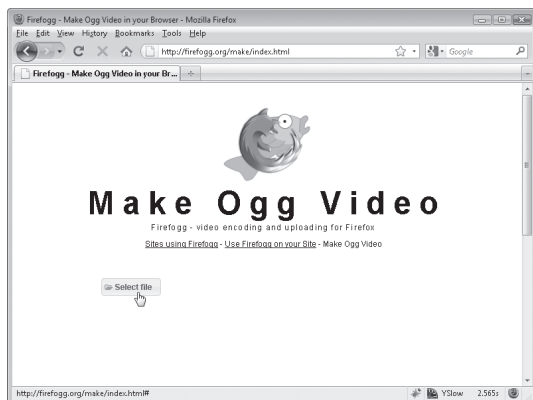 Firefogg - Make Ogg Video in your Browser - Mozilla Firefox
File Edit View History Bookmarks Tools Help
http://firefogg.org/make/index.html
Google
Firefogg - Make Ogg Video in your Br...
Make Ogg Video
Firefogg - video encoding and uploading for Firefox
Sites using Firefogg - Use Firefogg on your Site - Make Ogg Video
Select file
http://firefogg.org/make/index.html#
YSlow 2.565s